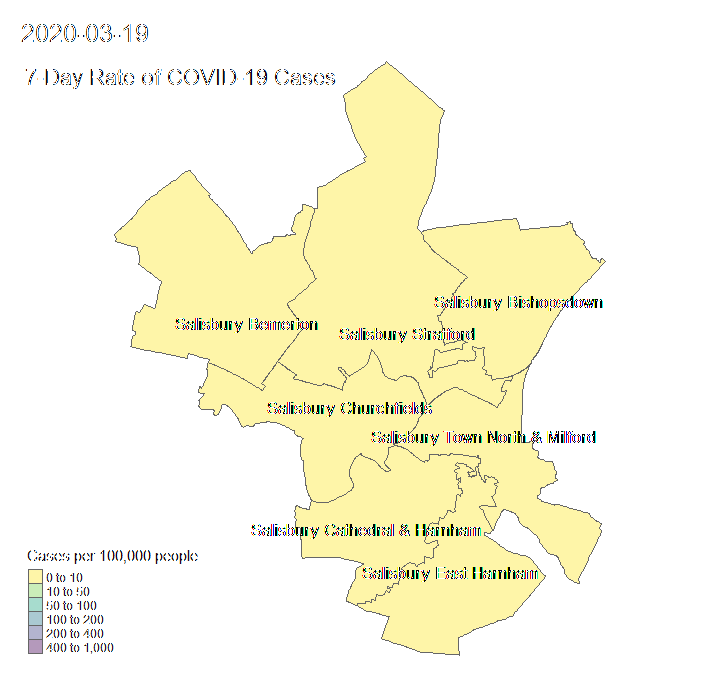 2020-03-19
7-Day Rate of COVID-19 Cases
Salisbury Bishopsdown
Salisbury Bemerton
Salisbury Stratford
Salisbury Churchfields
Salisbury Town North & Milford
Salisbury Cathedral & Harnham
Salisbury East Harnham
Cases per 100,000 people
0 to 10
10 to 50
50 to 100
100 to 200
200 to 400
400 to 1,000